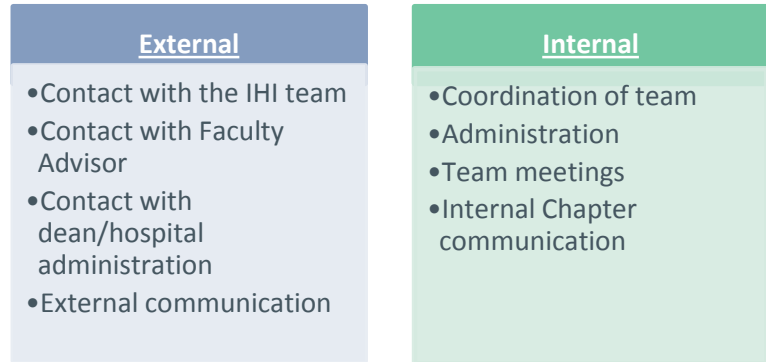 External
•Contact with the IHI team
•Contact with Faculty
Advisor
•Contact with
dean/hospital
administration
•External communication
Internal
•Coordination of team
•Administration
•Team meetings
•Internal Chapter
communication